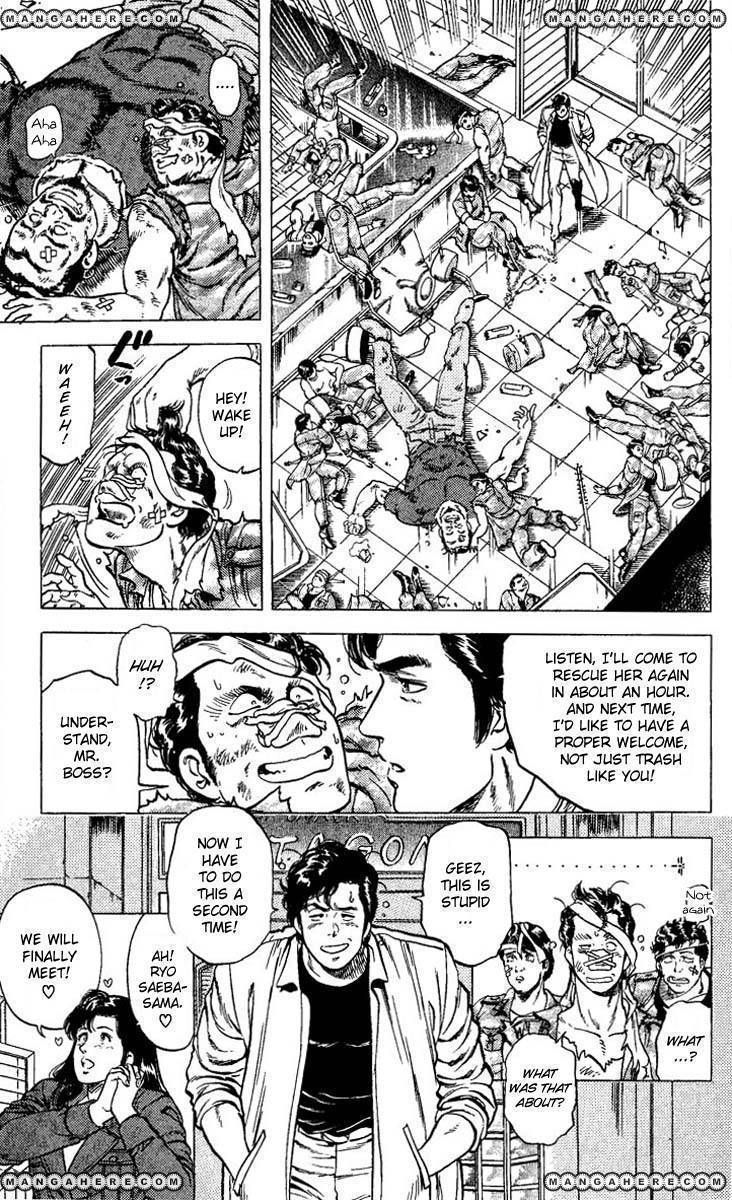 MANGAHERE.COM
MANGAHERE.COM
....
Aha
Aha
HEY!
WAKE
UP!
WAEEH!
グ
LISTEN, I'LL COME TO
RESCUE HER AGAIN
IN ABOUT AN HOUR.
AND NEXT TIME,
I'D LIKE TO HAVE A
PROPER WELCOME,
NOT JUST TRASH
LIKE YOU!
HUH
!?
UNDER-
STAND,
MR.
BOSS?
Not
again
WHAT
...?
WHAT
WAS THAT
ABOUT?
TAGON
GEEZ,
THIS IS
STUPID
...
NOW I
HAVE
TO DO
THIS A
SECOND
TIME!
AH!
RYO
SAEBA-
SAMA.
♡
WE WILL
FINALLY
MEET!
♡
MANGAHERE.COM
MANGAHERE.COM